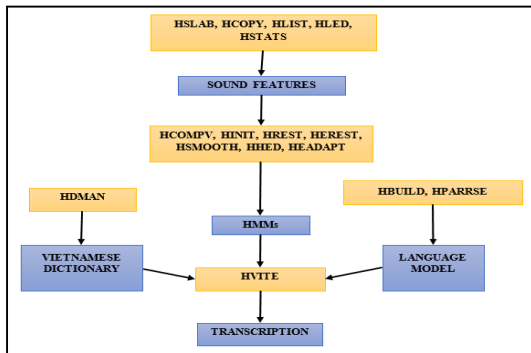 HSLAB, HCOPY, HLIST, HLED,
HSTATS
SOUND FEATURES
HCOMPV, HINIT, HREST, HEREST,
HSMOOTH, HHED, HEADAPT
HDMAN
HBUILD, HPARRSE
HMMs
VIETNAMESE
DICTIONARY
HVITE
LANGUAGE
MODEL
TRANSCRIPTION